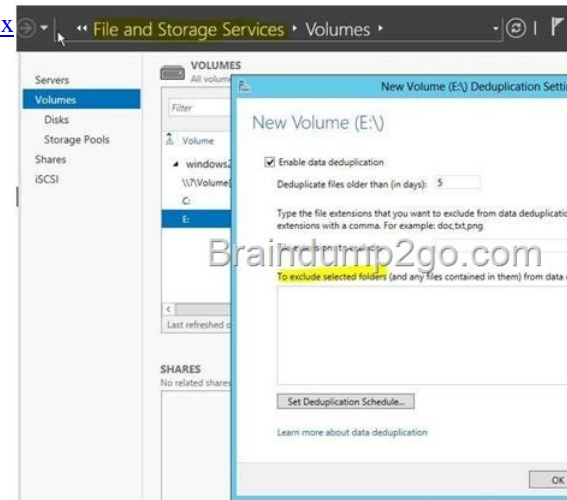 x
File and Storage Services
Volumes
Servers
Volumes
Disks
Storage Pools
Shares
iSCSI
VOLUMES
All volum
Filter
Volume
windows2
\\?\Volume{
C:
E:
Last refreshed o
SHARES
No related shares
New Volume (E:\) Deduplication Setti
New Volume (E:\)
Enable data deduplication
Deduplicate files older than (in days): 5
Type the file extensions that you want to exclude from data deduplicatio
extensions with a comma. For example: doc,txt,png
File extensions to exclude:
Braindump2go.com
To exclude selected folders (and any files contained in them) from data
Set Deduplication Schedule...
Learn more about data deduplication
OK